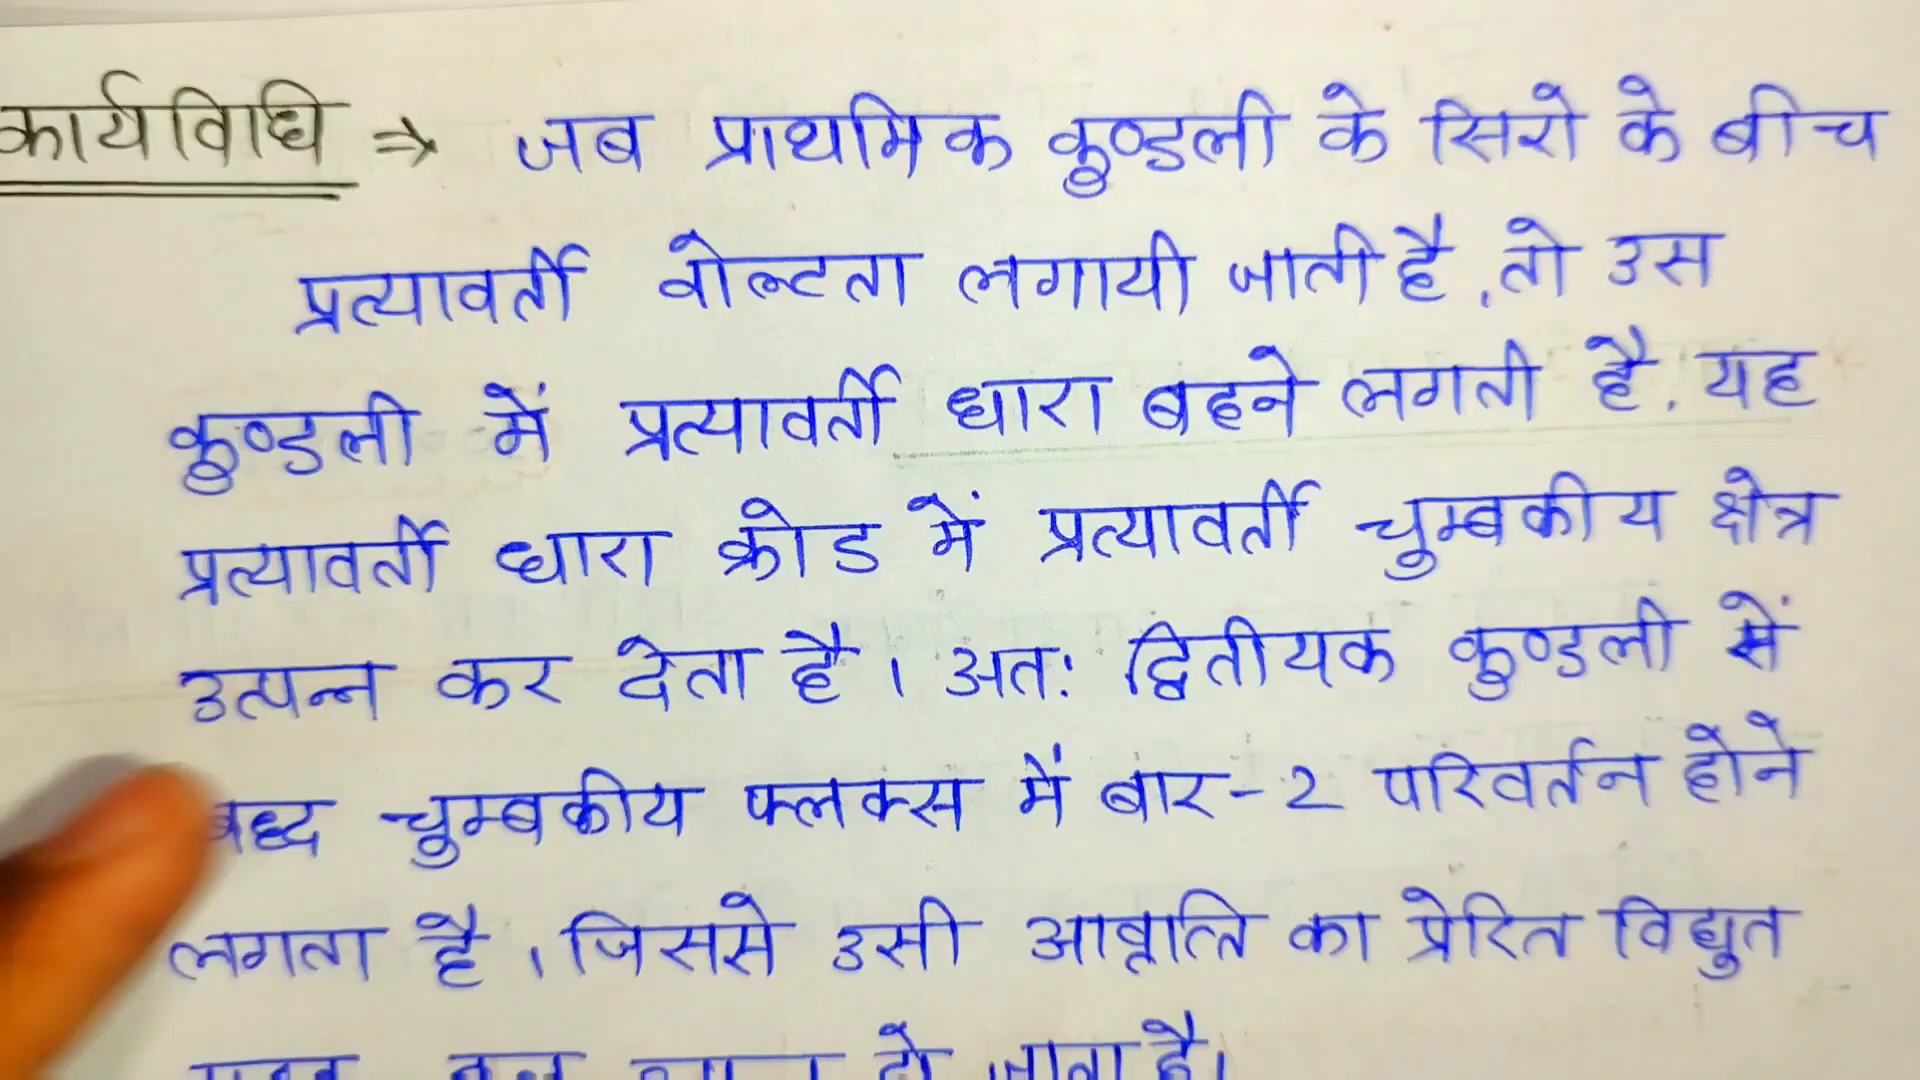 कार्यविधि ⇒ जब प्राथमिक कुण्डली के सिरो के बीच
प्रत्यावर्ती वोल्टता लगायी जाती है, तो उस
कुण्डली में प्रत्यावर्ती धारा बहने लगती है, यह
प्रत्यावर्ती धारा क्रोड में प्रत्यावर्ती चुम्बकीय क्षेत्र
उत्पन्न कर देता है। अतः द्वितीयक कुण्डली से
बद्ध चुम्बकीय फ्लक्स में बार-2 परिवर्तन होने
लगता है, जिससे उसी आवृत्ति का प्रेरित विद्युत
हो जाता है।